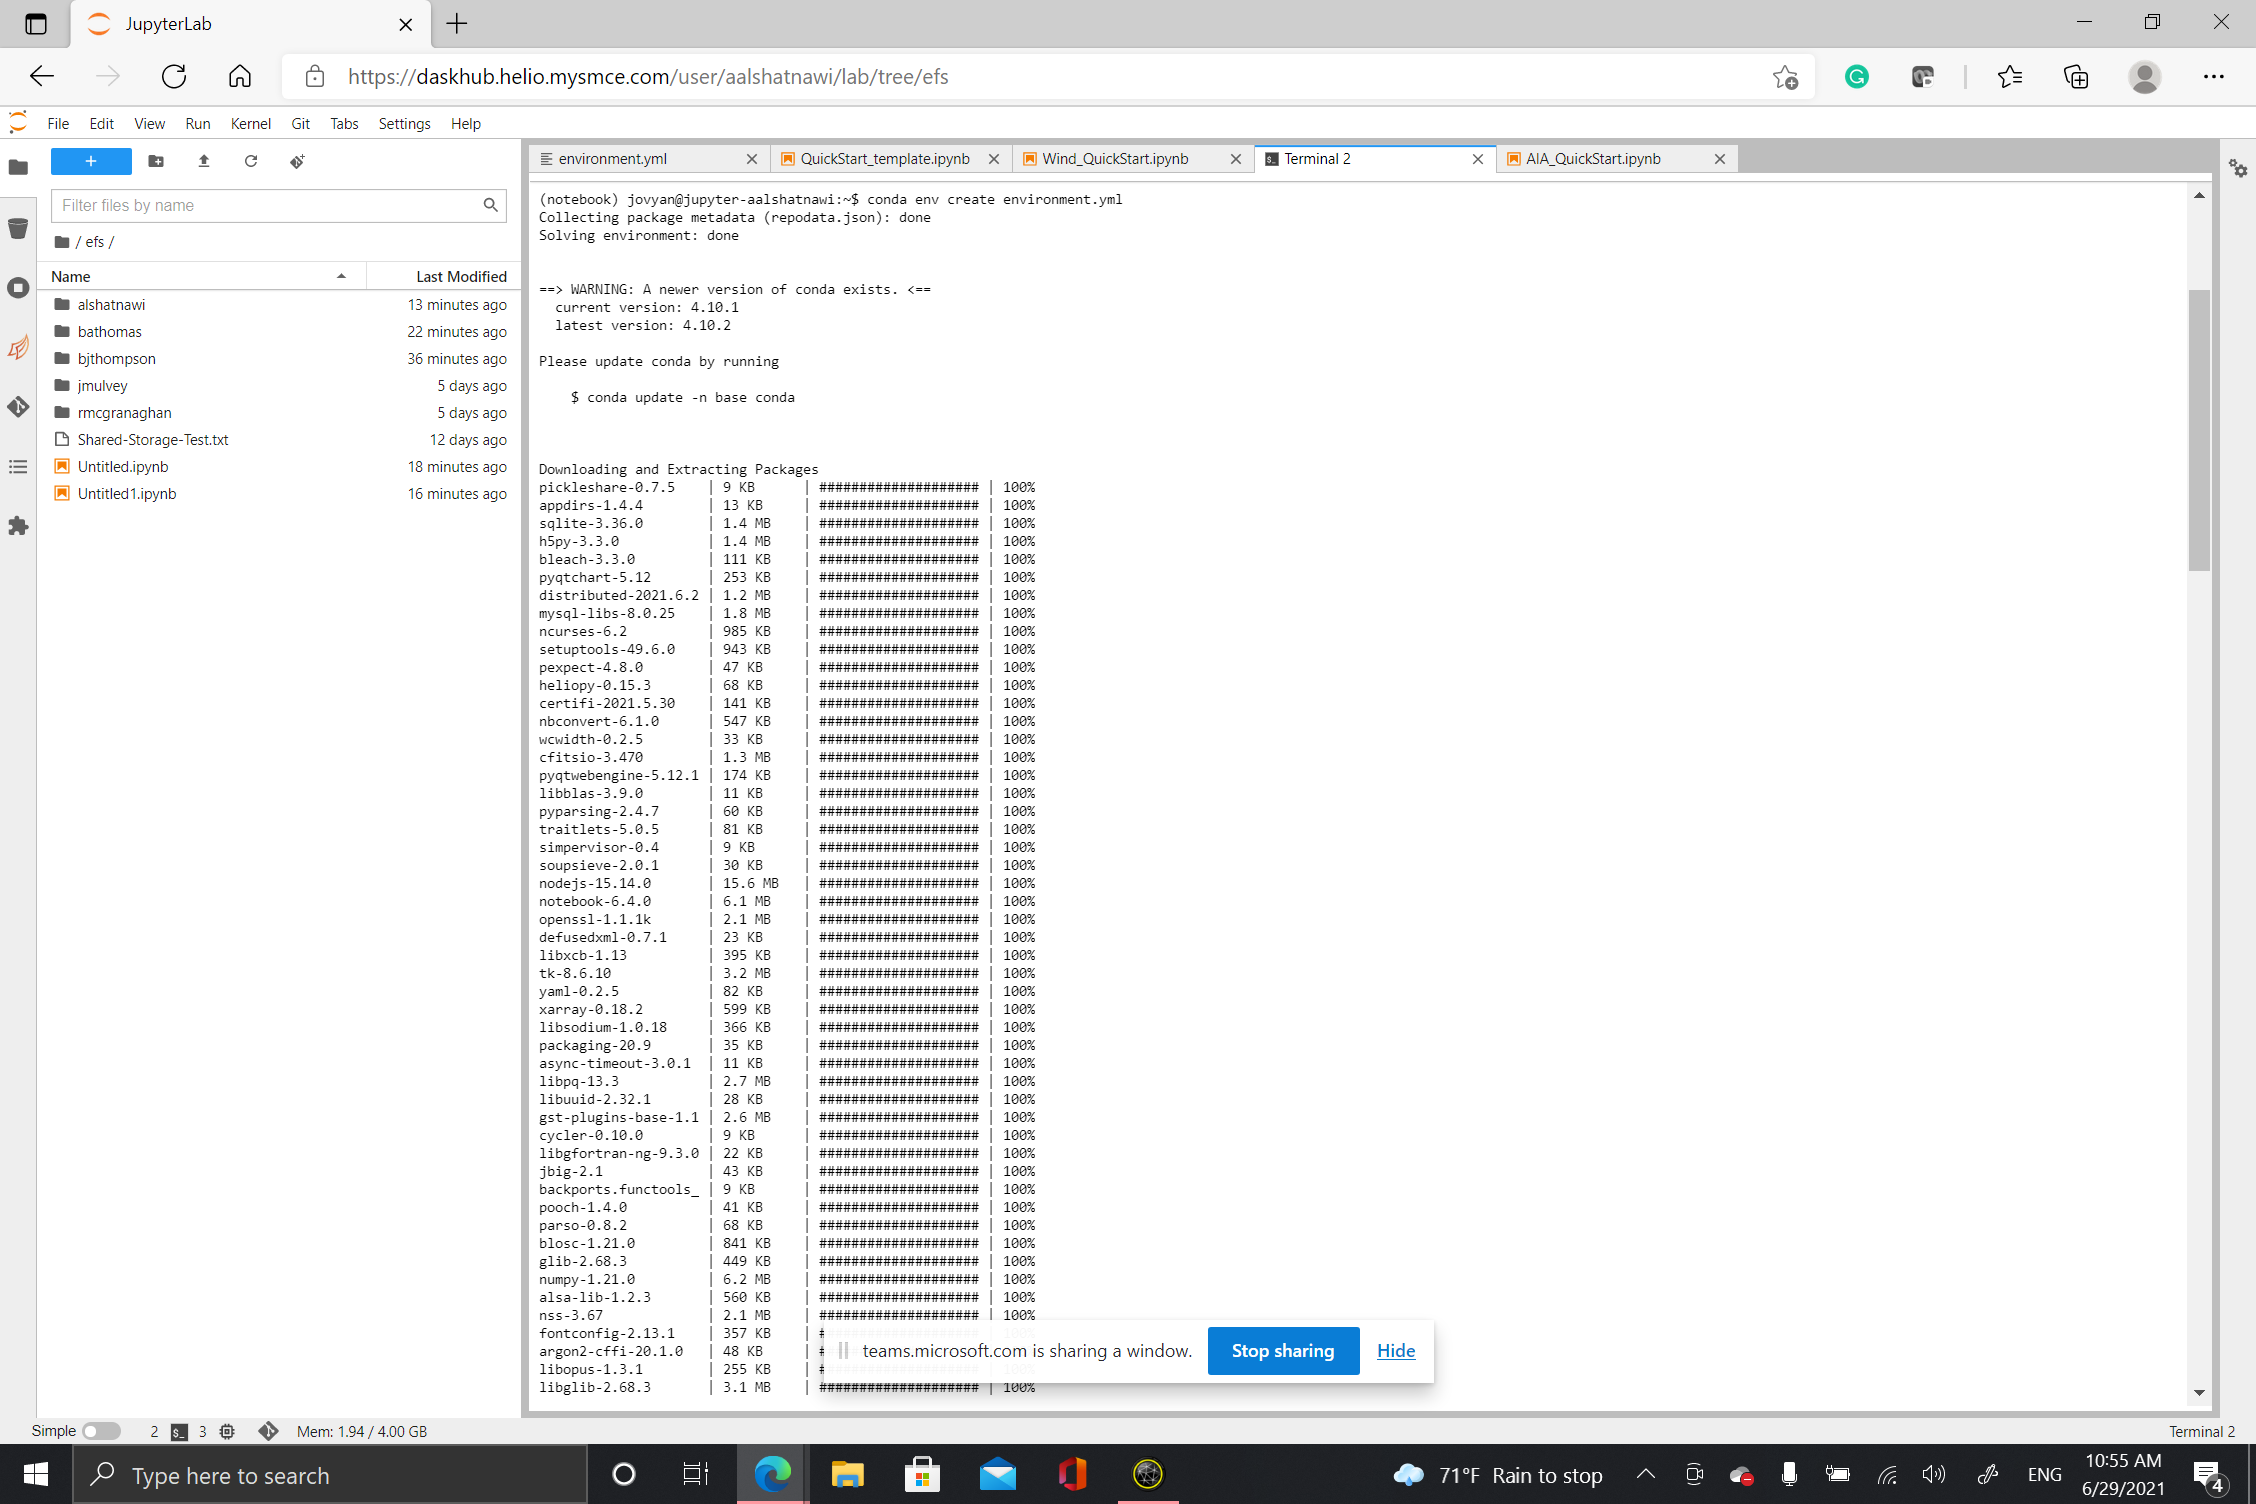 JupyterLab
https://daskhub.helio.mysmce.com/user/aalshatnawi/lab/tree/efs
File Edit View Run Kernel Git Tabs Settings Help
environment.yml QuickStart_template.ipynb Wind_QuickStart.ipynb Terminal 2 AIA_QuickStart.ipynb
Filter files by name
/ efs /
Name Last Modified
alshatnawi 13 minutes ago
bathomas 22 minutes ago
bjthompson 36 minutes ago
jmulvey 5 days ago
rmcgranaghan 5 days ago
Shared-Storage-Test.txt 12 days ago
Untitled.ipynb 18 minutes ago
Untitled1.ipynb 16 minutes ago
(notebook) jovyan@jupyter-aalshatnawi:~$ conda env create environment.yml
Collecting package metadata (repodata.json): done
Solving environment: done
==> WARNING: A newer version of conda exists. <==
current version: 4.10.1
latest version: 4.10.2
Please update conda by running
$ conda update -n base conda
Downloading and Extracting Packages
pickleshare-0.7.5 | 9 KB | #################### | 100%
appdirs-1.4.4 | 13 KB | #################### | 100%
sqlite-3.36.0 | 1.4 MB | #################### | 100%
h5py-3.3.0 | 1.4 MB | #################### | 100%
bleach-3.3.0 | 111 KB | #################### | 100%
pyqtchart-5.12 | 253 KB | #################### | 100%
distributed-2021.6.2 | 1.2 MB | #################### | 100%
mysql-libs-8.0.25 | 1.8 MB | #################### | 100%
ncurses-6.2 | 985 KB | #################### | 100%
setuptools-49.6.0 | 943 KB | #################### | 100%
pexpect-4.8.0 | 47 KB | #################### | 100%
heliopy-0.15.3 | 68 KB | #################### | 100%
certifi-2021.5.30 | 141 KB | #################### | 100%
nbconvert-6.1.0 | 547 KB | #################### | 100%
wcwidth-0.2.5 | 33 KB | #################### | 100%
cfitsio-3.470 | 1.3 MB | #################### | 100%
pyqtwebengine-5.12.1 | 174 KB | #################### | 100%
libblas-3.9.0 | 11 KB | #################### | 100%
pyparsing-2.4.7 | 60 KB | #################### | 100%
traitlets-5.0.5 | 81 KB | #################### | 100%
simpervisor-0.4 | 9 KB | #################### | 100%
soupsieve-2.0.1 | 30 KB | #################### | 100%
nodejs-15.14.0 | 15.6 MB | #################### | 100%
notebook-6.4.0 | 6.1 MB | #################### | 100%
openssl-1.1.1k | 2.1 MB | #################### | 100%
defusedxml-0.7.1 | 23 KB | #################### | 100%
libxcb-1.13 | 395 KB | #################### | 100%
tk-8.6.10 | 3.2 MB | #################### | 100%
yaml-0.2.5 | 82 KB | #################### | 100%
xarray-0.18.2 | 599 KB | #################### | 100%
libsodium-1.0.18 | 366 KB | #################### | 100%
packaging-20.9 | 35 KB | #################### | 100%
async-timeout-3.0.1 | 11 KB | #################### | 100%
libpq-13.3 | 2.7 MB | #################### | 100%
libuuid-2.32.1 | 28 KB | #################### | 100%
gst-plugins-base-1.1 | 2.6 MB | #################### | 100%
cycler-0.10.0 | 9 KB | #################### | 100%
libgfortran-ng-9.3.0 | 22 KB | #################### | 100%
jbig-2.1 | 43 KB | #################### | 100%
backports.functools_ | 9 KB | #################### | 100%
pooch-1.4.0 | 41 KB | #################### | 100%
parso-0.8.2 | 68 KB | #################### | 100%
blosc-1.21.0 | 841 KB | #################### | 100%
glib-2.68.3 | 449 KB | #################### | 100%
numpy-1.21.0 | 6.2 MB | #################### | 100%
alsa-lib-1.2.3 | 560 KB | #################### | 100%
nss-3.67 | 2.1 MB | #################### | 100%
fontconfig-2.13.1 | 357 KB |
argon2-cffi-20.1.0 | 48 KB |
libopus-1.3.1 | 255 KB |
libglib-2.68.3 | 3.1 MB | #################### | 100%
teams.microsoft.com is sharing a window. Stop sharing Hide
Simple 2 3 Mem: 1.94 / 4.00 GB Terminal 2
Type here to search
71°F Rain to stop ENG
10:55 AM
6/29/2021
4